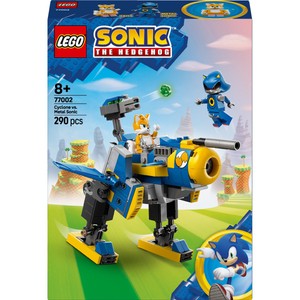 LEGO
SONIC
THE HEDGEHOG
8+
77002
Cyclone vs.
Metal Sonic
290 pcs